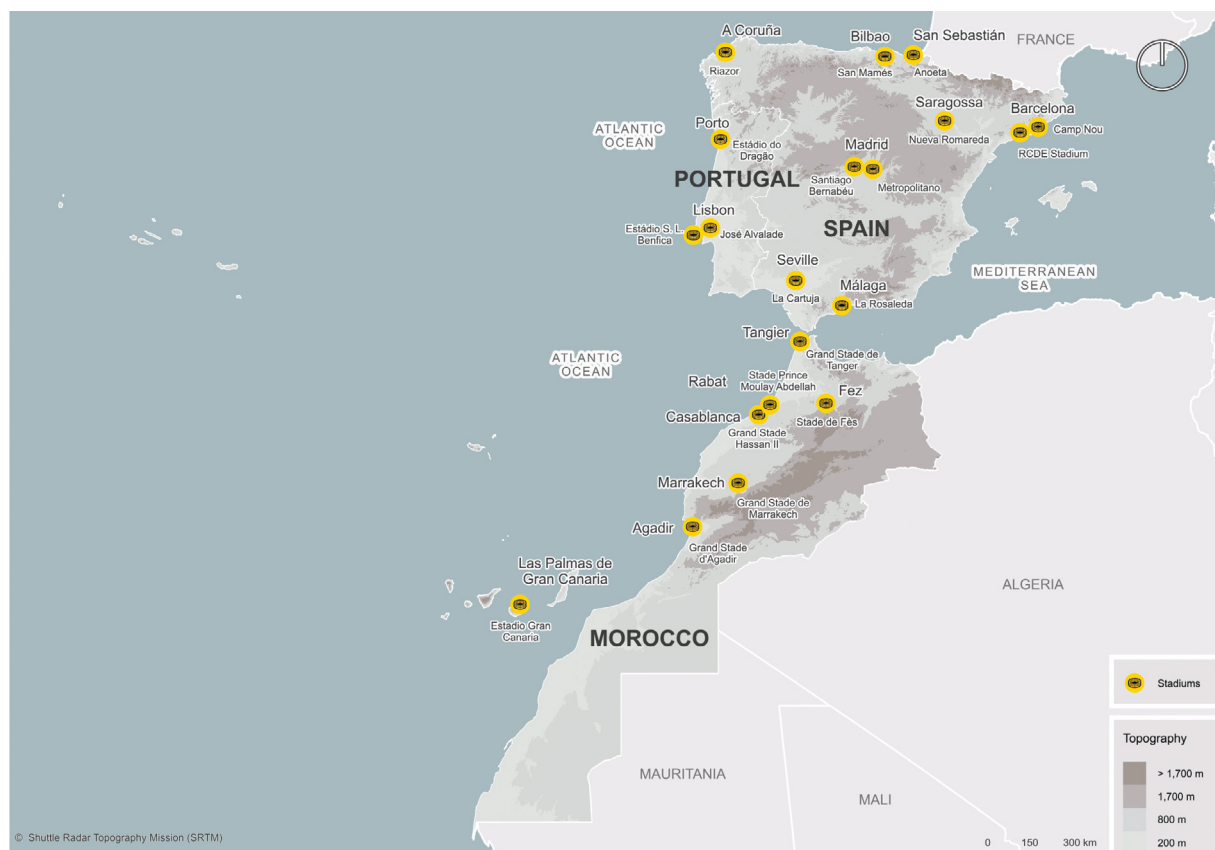 A Coruña
Riazor
Bilbao
San Mamés
San Sebastián
Anoeta
FRANCE
Saragossa
Nueva Romareda
Barcelona
Camp Nou
RCDE Stadium
ATLANTIC
OCEAN
Porto
Estádio do
Dragão
Madrid
Santiago
Bernabéu
Metropolitano
PORTUGAL
Lisbon
Estádio S. L.
Benfica
José Alvalade
SPAIN
Seville
La Cartuja
Málaga
La Rosaleda
MEDITERRANEAN
SEA
Tangier
Grand Stade de
Tanger
ATLANTIC
OCEAN
Rabat
Stade Prince
Moulay Abdellah
Fez
Stade de Fès
Casablanca
Grand Stade
Hassan II
Marrakech
Grand Stade de
Marrakech
Agadir
Grand Stade
d'Agadir
Las Palmas de
Gran Canaria
Estadio Gran
Canaria
ALGERIA
MOROCCO
MAURITANIA
MALI
Stadiums
Topography
> 1,700 m
1,700 m
800 m
200 m
0 150 300 km
© Shuttle Radar Topography Mission (SRTM)